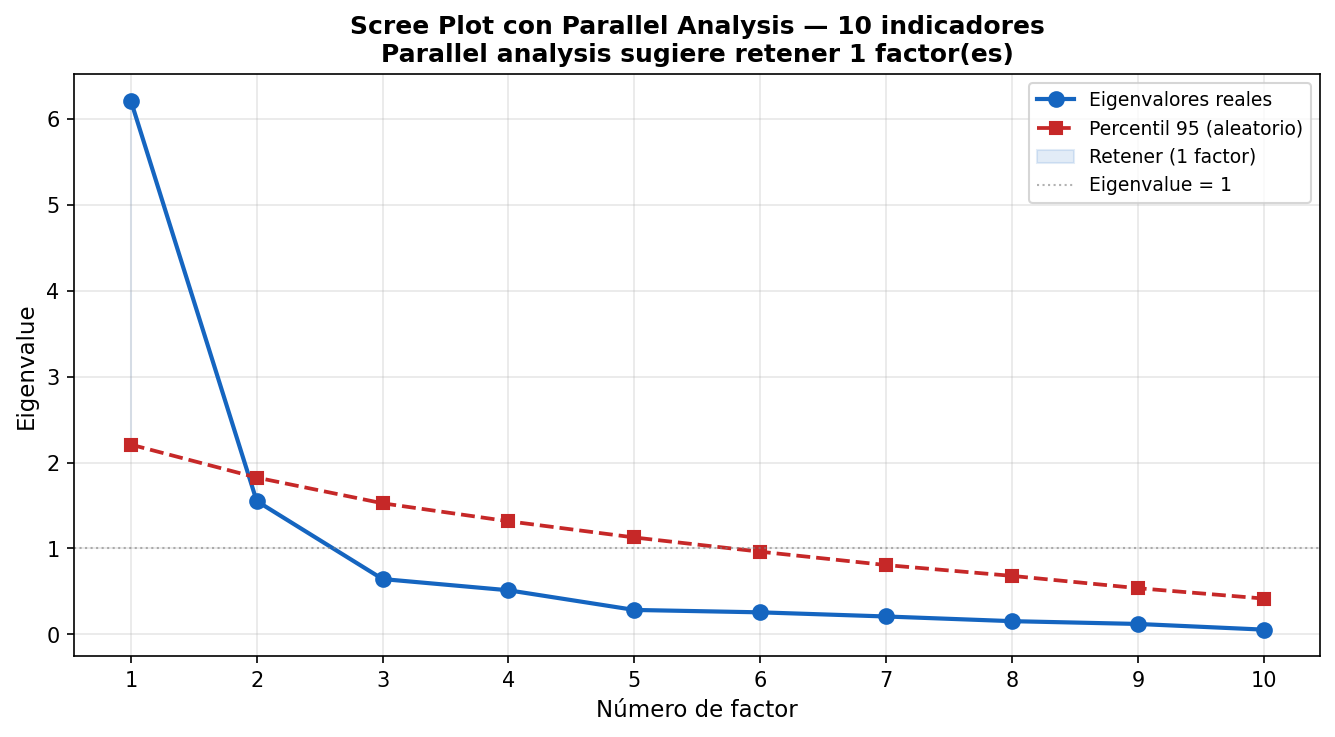 Scree Plot con Parallel Analysis — 10 indicadores
Parallel analysis sugiere retener 1 factor(es)
Eigenvalores reales
Percentil 95 (aleatorio)
Retener (1 factor)
Eigenvalue = 1
Eigenvalue
6
5
4
3
2
1
0
1 2 3 4 5 6 7 8 9 10
Número de factor